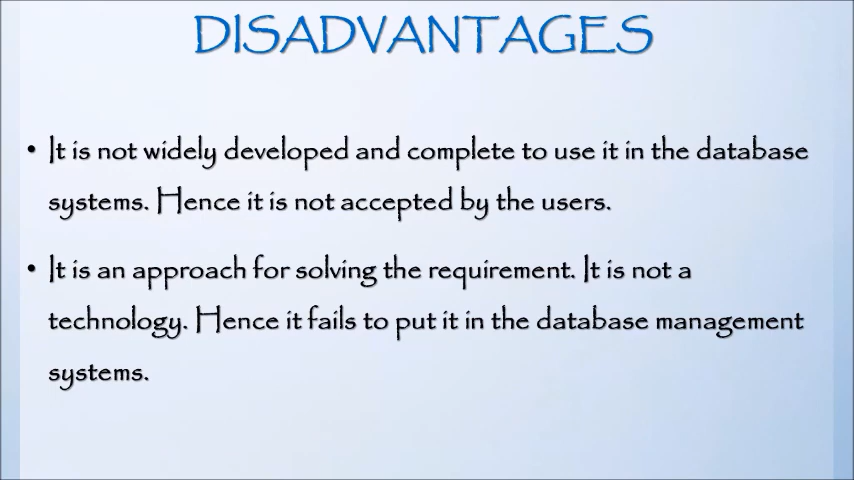 DISADVANTAGES
• It is not widely developed and complete to use it in the database
systems. Hence it is not accepted by the users.
• It is an approach for solving the requirement. It is not a
technology. Hence it fails to put it in the database management
systems.